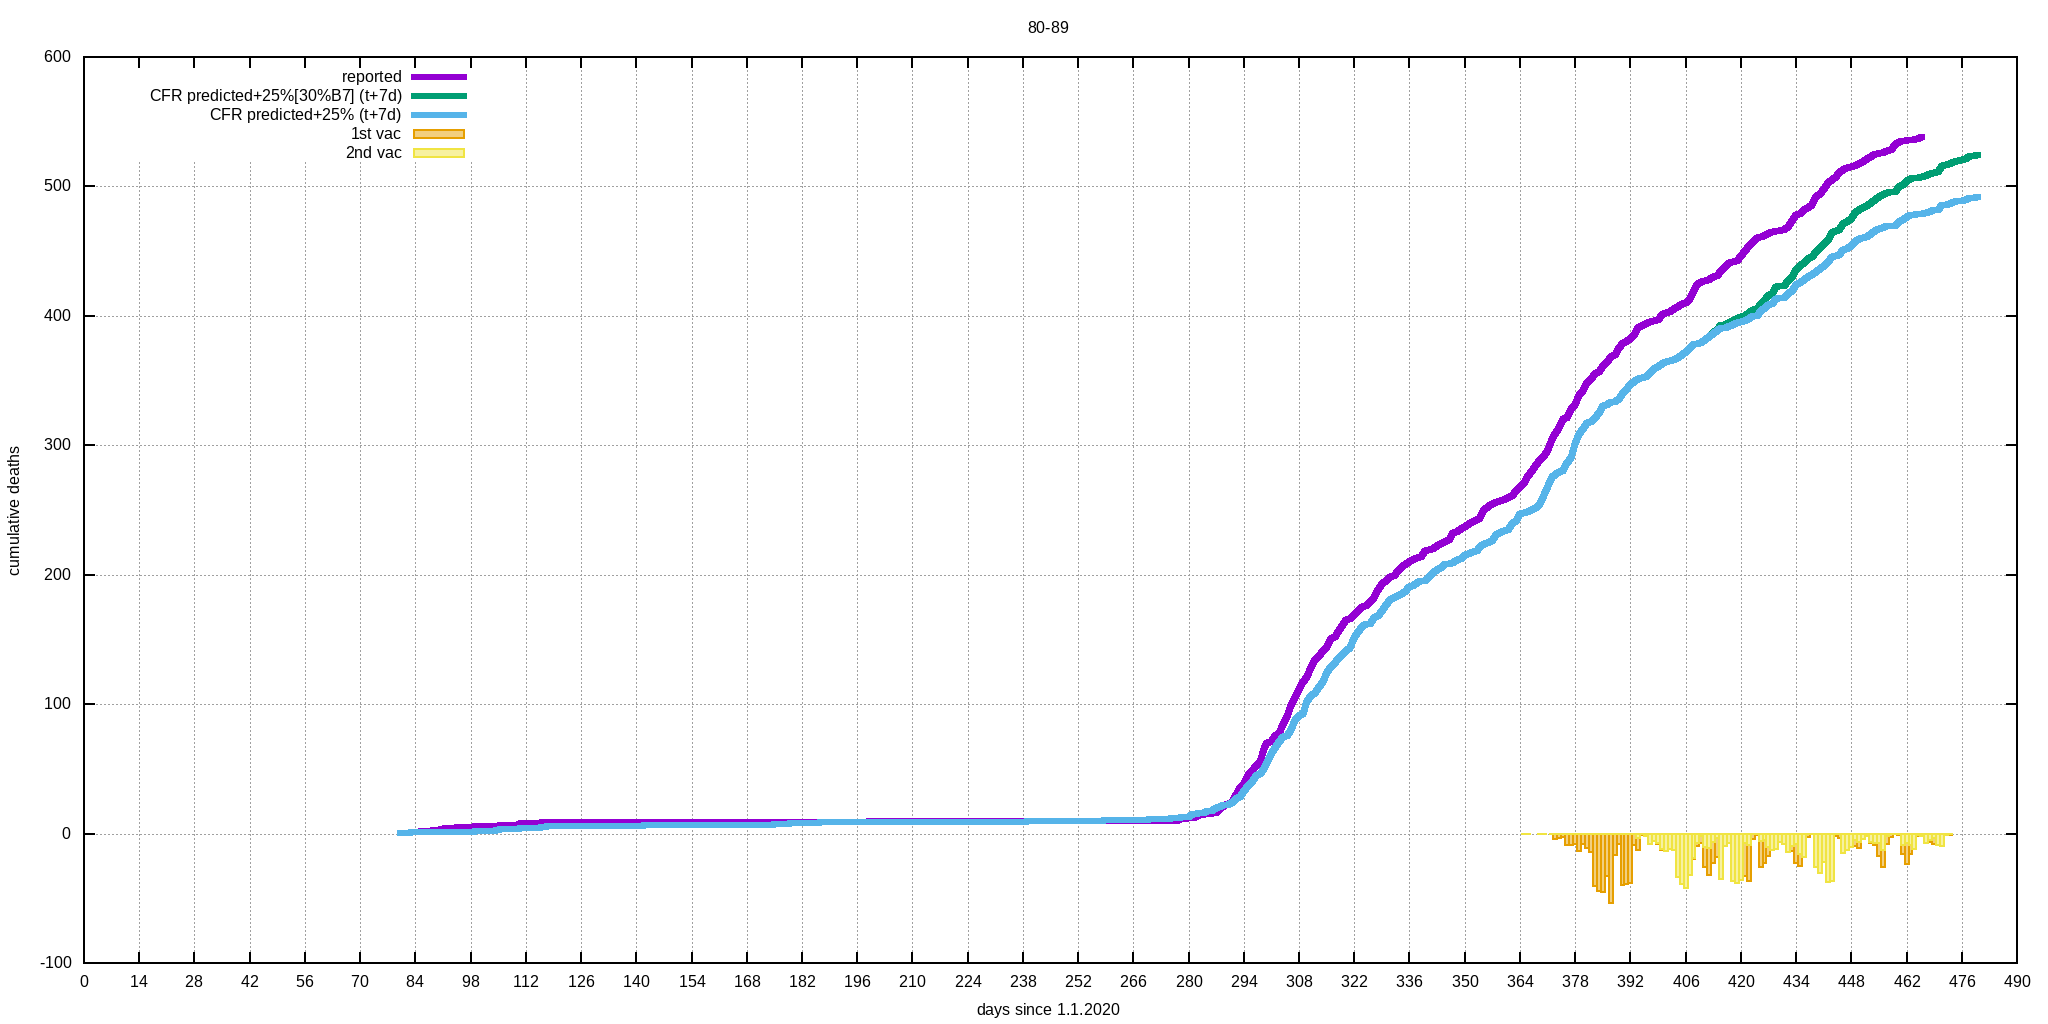 80-89
600
reported
CFR predicted+25%[30%B7] (t+7d)
CFR predicted+25% (t+7d)
1st vac
2nd vac
500
400
300
200
100
0
-100
cumulative deaths
0 14 28 42 56 70 84 98 112 126 140 154 168 182 196 210 224 238 252 266 280 294 308 322 336 350 364 378 392 406 420 434 448 462 476 490
days since 1.1.2020